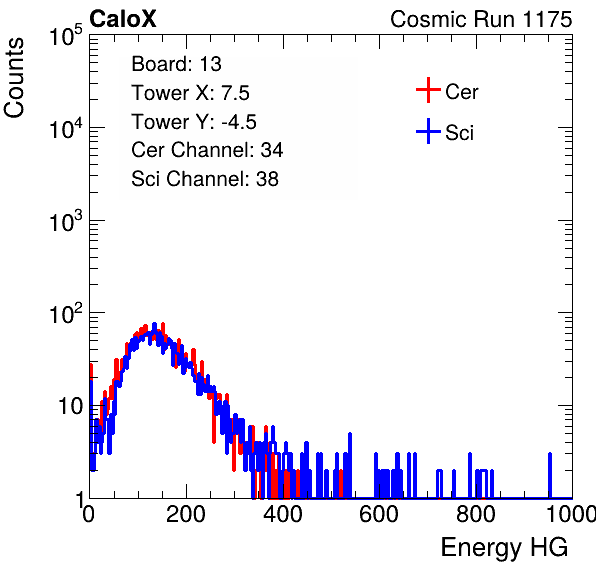 CaloX Cosmic Run 1175
Counts
10^5
10^4
10^3
10^2
10
1
Board: 13
Tower X: 7.5
Tower Y: -4.5
Cer Channel: 34
Sci Channel: 38
Cer
Sci
0 200 400 600 800 1000
Energy HG